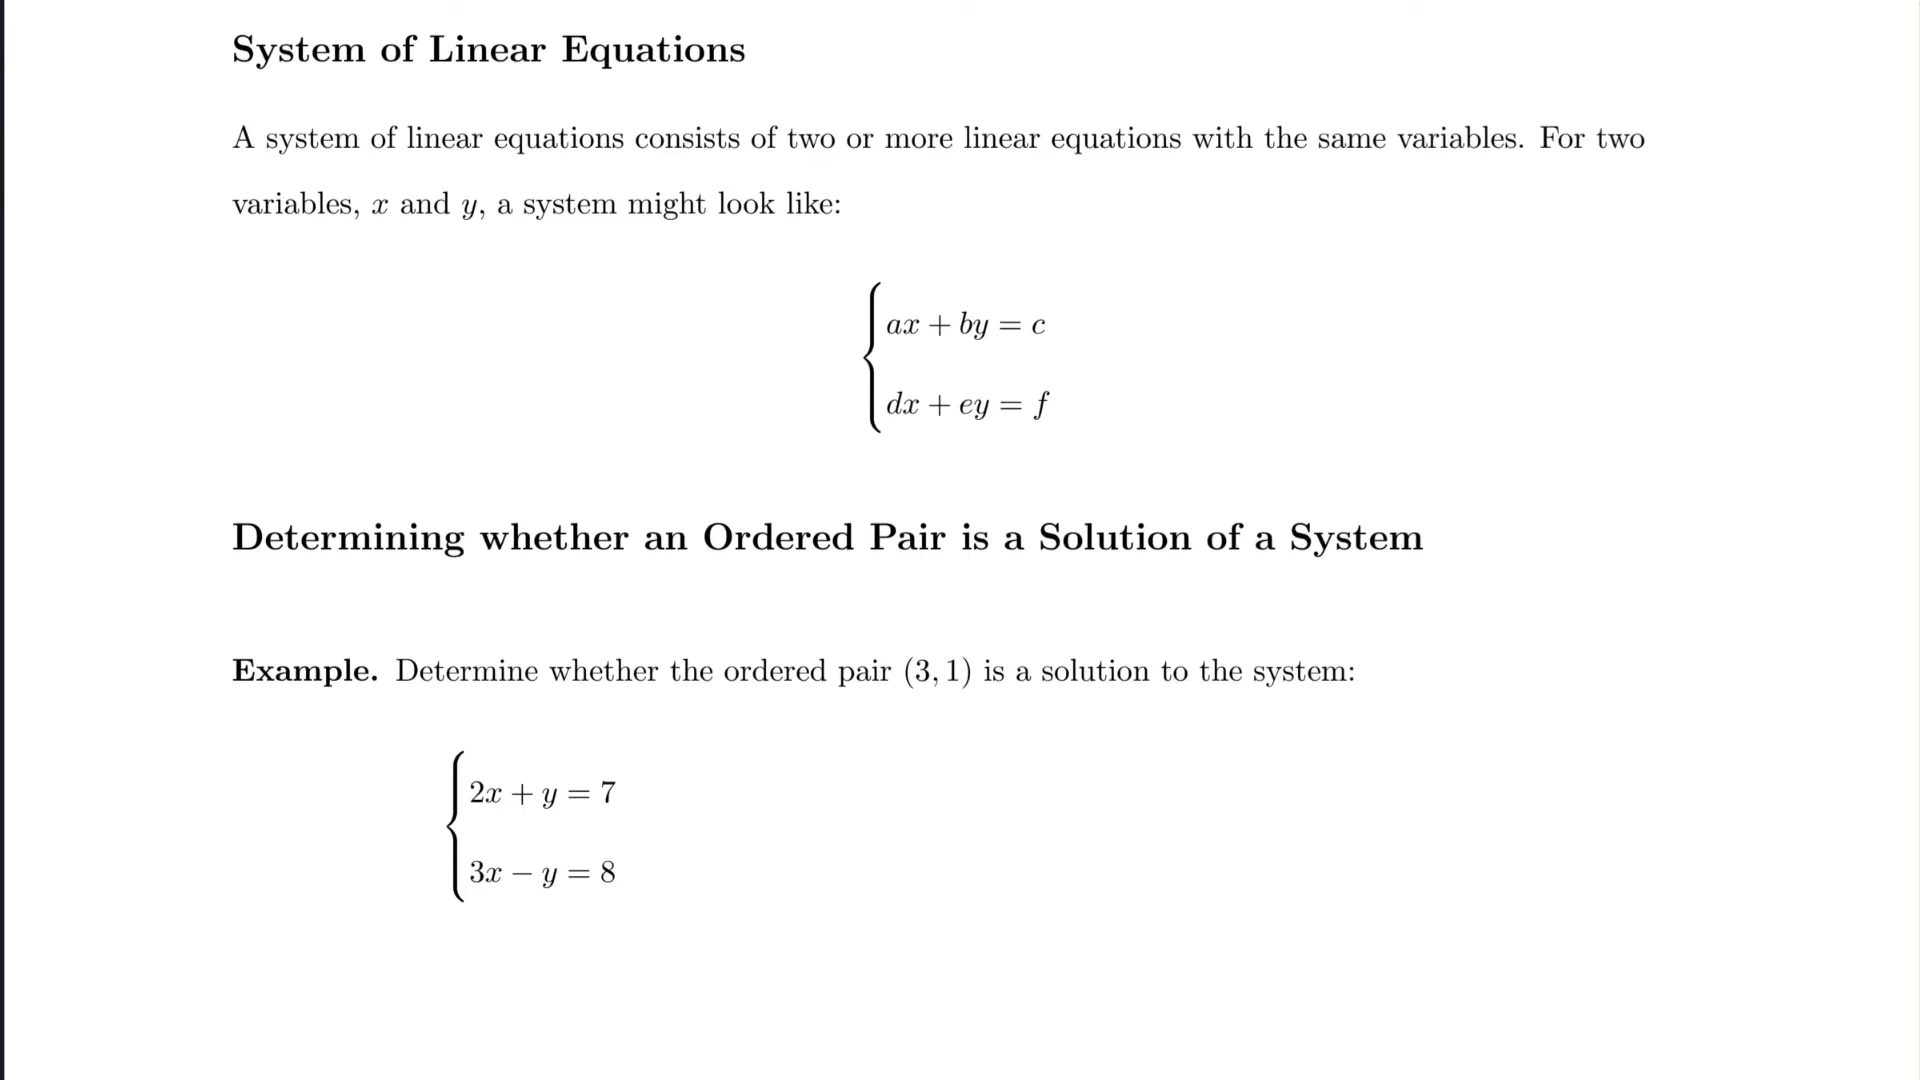 System of Linear Equations
A system of linear equations consists of two or more linear equations with the same variables. For two
variables, x and y, a system might look like:
ax + by = c
dx + ey = f
Determining whether an Ordered Pair is a Solution of a System
Example. Determine whether the ordered pair (3, 1) is a solution to the system:
2x + y = 7
3x − y = 8